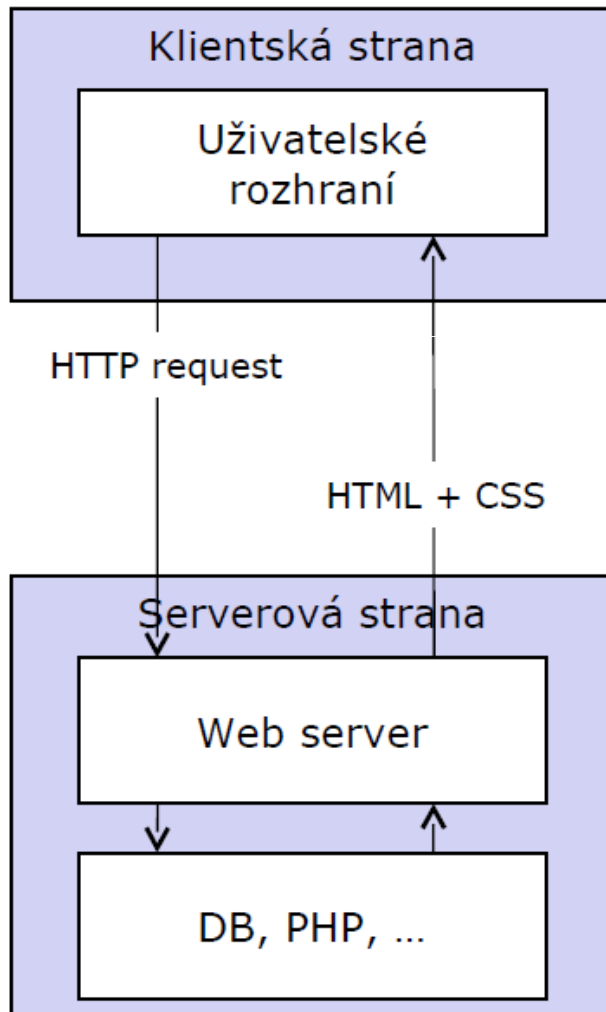 Klientská strana
Uživatelské
rozhraní
HTTP request
HTML + CSS
Serverová strana
Web server
DB, PHP, ...